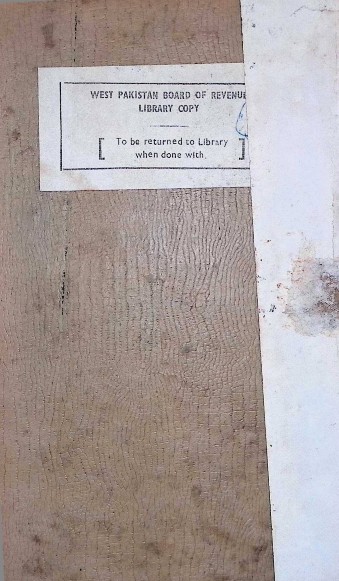 WEST PAKISTAN BOARD OF REVENUE
LIBRARY COPY
[ To be returned to Library ]
when done with.